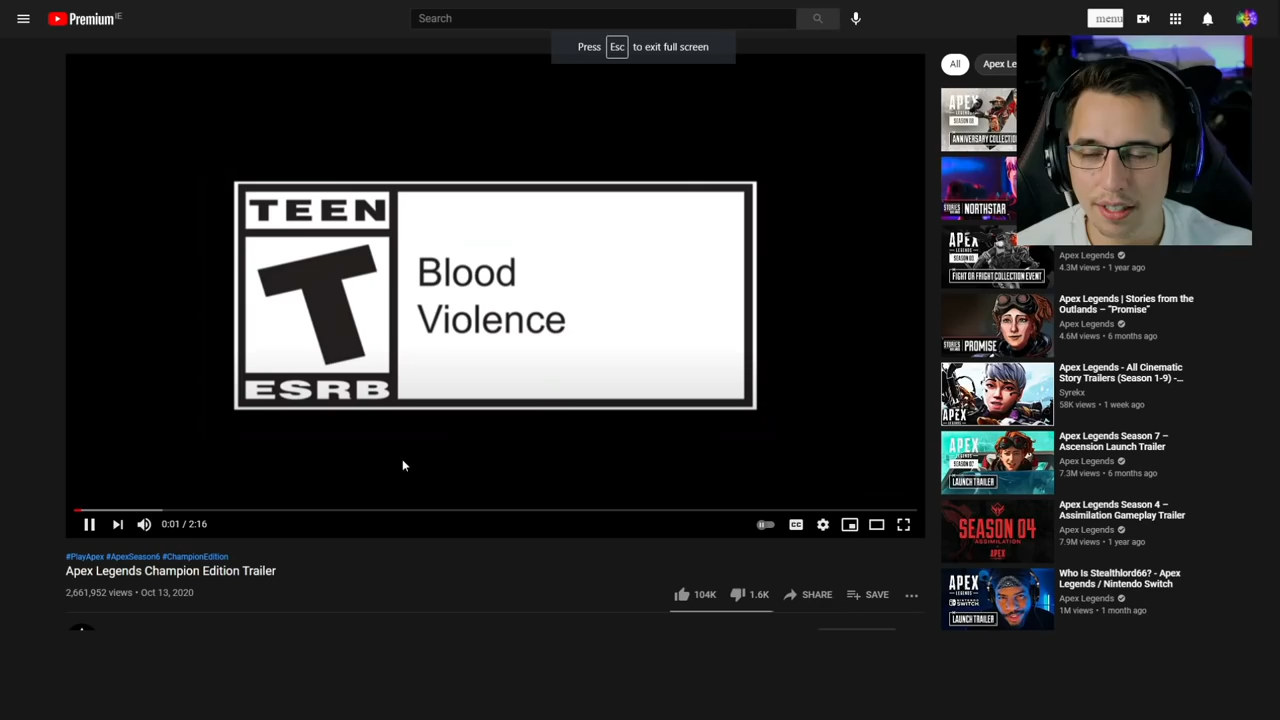 Premium IE
Search
menu
Press Esc to exit full screen
All
Apex Le
TEEN
T
ESRB
Blood
Violence
0:01 / 2:16
CC
#PlayApex #ApexSeason6 #ChampionEdition
Apex Legends Champion Edition Trailer
2,661,952 views • Oct 13, 2020
104K
1.6K
SHARE
SAVE
APEX
ANNIVERSARY COLLECTION
NORTHSTAR
APEX
FIGHT OR FRIGHT COLLECTION EVENT
Apex Legends
4.3M views • 1 year ago
PROMISE
Apex Legends | Stories from the
Outlands – “Promise”
Apex Legends
4.6M views • 6 months ago
APEX
Apex Legends - All Cinematic
Story Trailers (Season 1-9) -...
Syrekx
58K views • 1 week ago
APEX
LAUNCH TRAILER
Apex Legends Season 7 –
Ascension Launch Trailer
Apex Legends
7.3M views • 6 months ago
SEASON 04
ASSIMILATION
Apex Legends Season 4 –
Assimilation Gameplay Trailer
Apex Legends
7.9M views • 1 year ago
APEX
LAUNCH TRAILER
Who Is Stealthlord66? - Apex
Legends / Nintendo Switch
Apex Legends
1M views • 1 month ago